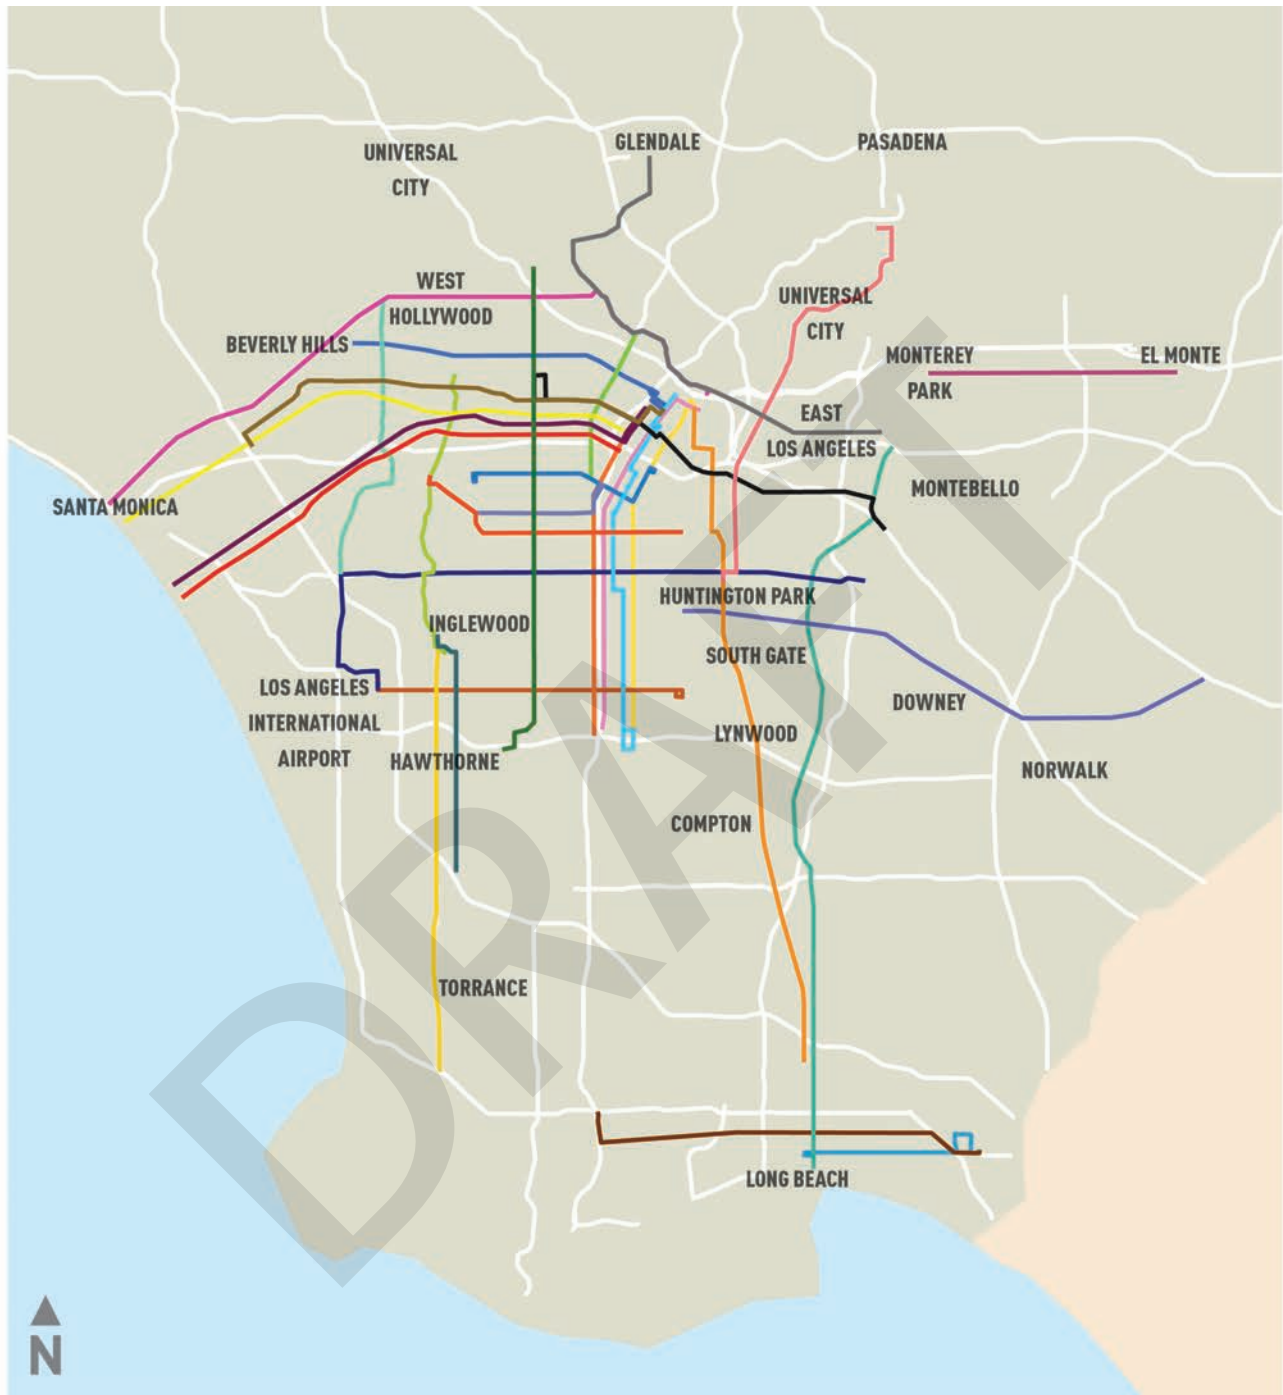 GLENDALE
PASADENA
UNIVERSAL
CITY
WEST
HOLLYWOOD
UNIVERSAL
CITY
BEVERLY HILLS
MONTEREY
PARK
EL MONTE
EAST
LOS ANGELES
MONTEBELLO
SANTA MONICA
HUNTINGTON PARK
INGLEWOOD
SOUTH GATE
LOS ANGELES
INTERNATIONAL
AIRPORT
DOWNEY
LYNWOOD
HAWTHORNE
NORWALK
COMPTON
TORRANCE
LONG BEACH
N
DRAFT